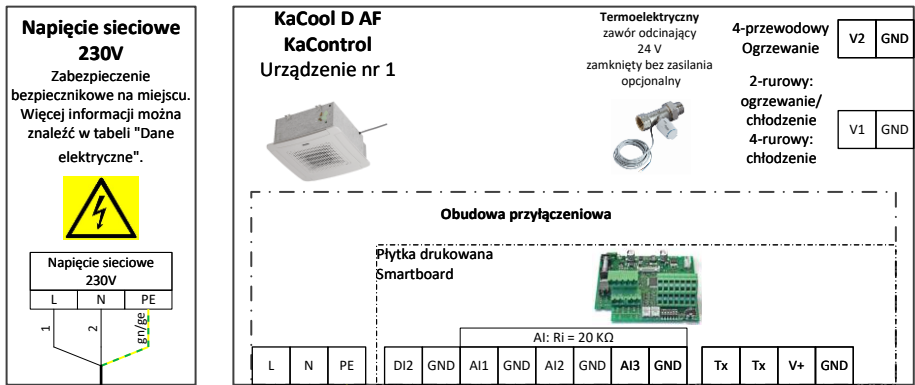 Napięcie sieciowe
230V
Zabezpieczenie
bezpiecznikowe na miejscu.
Więcej informacji można
znaleźć w tabeli "Dane
elektryczne".
Napięcie sieciowe
230V
L N PE
1 2 gn/ge
KaCool D AF
KaControl
Urządzenie nr 1
Termoelektryczny
zawór odcinający
24 V
zamknięty bez zasilania
opcjonalny
4-przewodowy
Ogrzewanie
V2 GND
2-rurowy:
ogrzewanie/
chłodzenie
4-rurowy:
chłodzenie
V1 GND
Obudowa przyłączeniowa
Płytka drukowana
Smartboard
AI: Ri = 20 KΩ
L N PE DI2 GND AI1 GND AI2 GND AI3 GND Tx Tx V+ GND